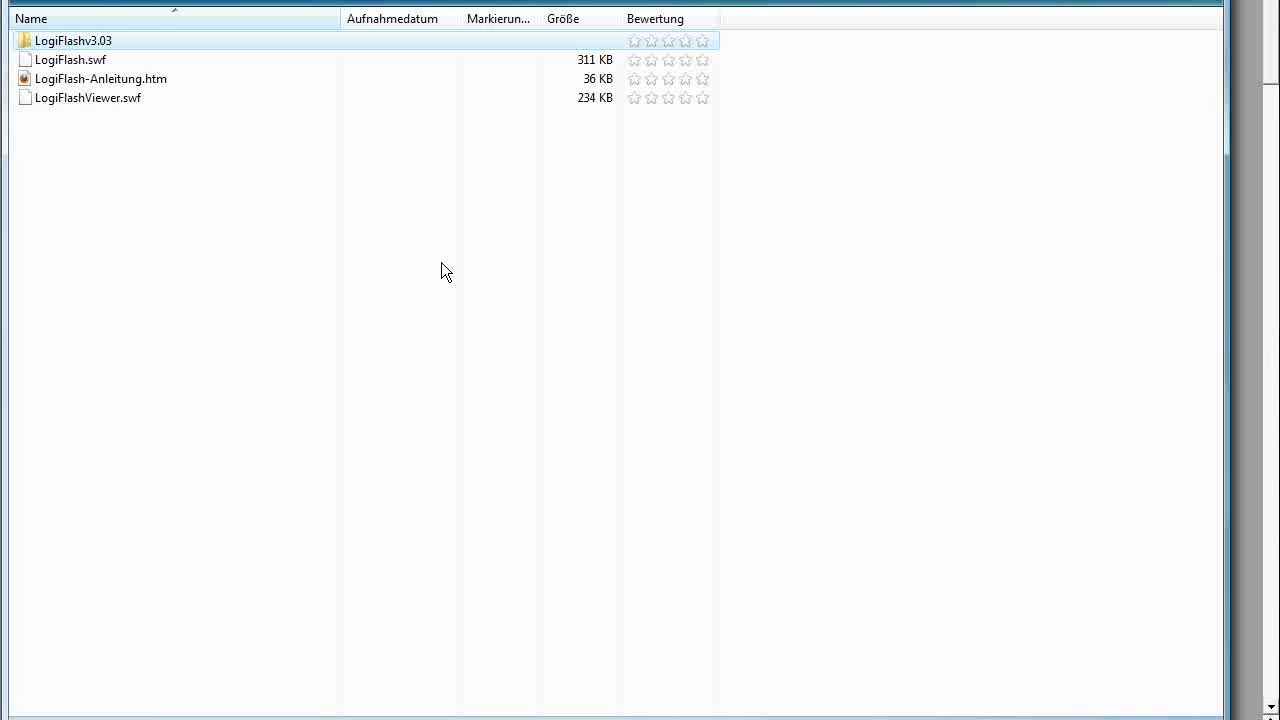 Name Aufnahmedatum Markierun... Größe Bewertung
LogiFlashv3.03
LogiFlash.swf 311 KB
LogiFlash-Anleitung.htm 36 KB
LogiFlashViewer.swf 234 KB